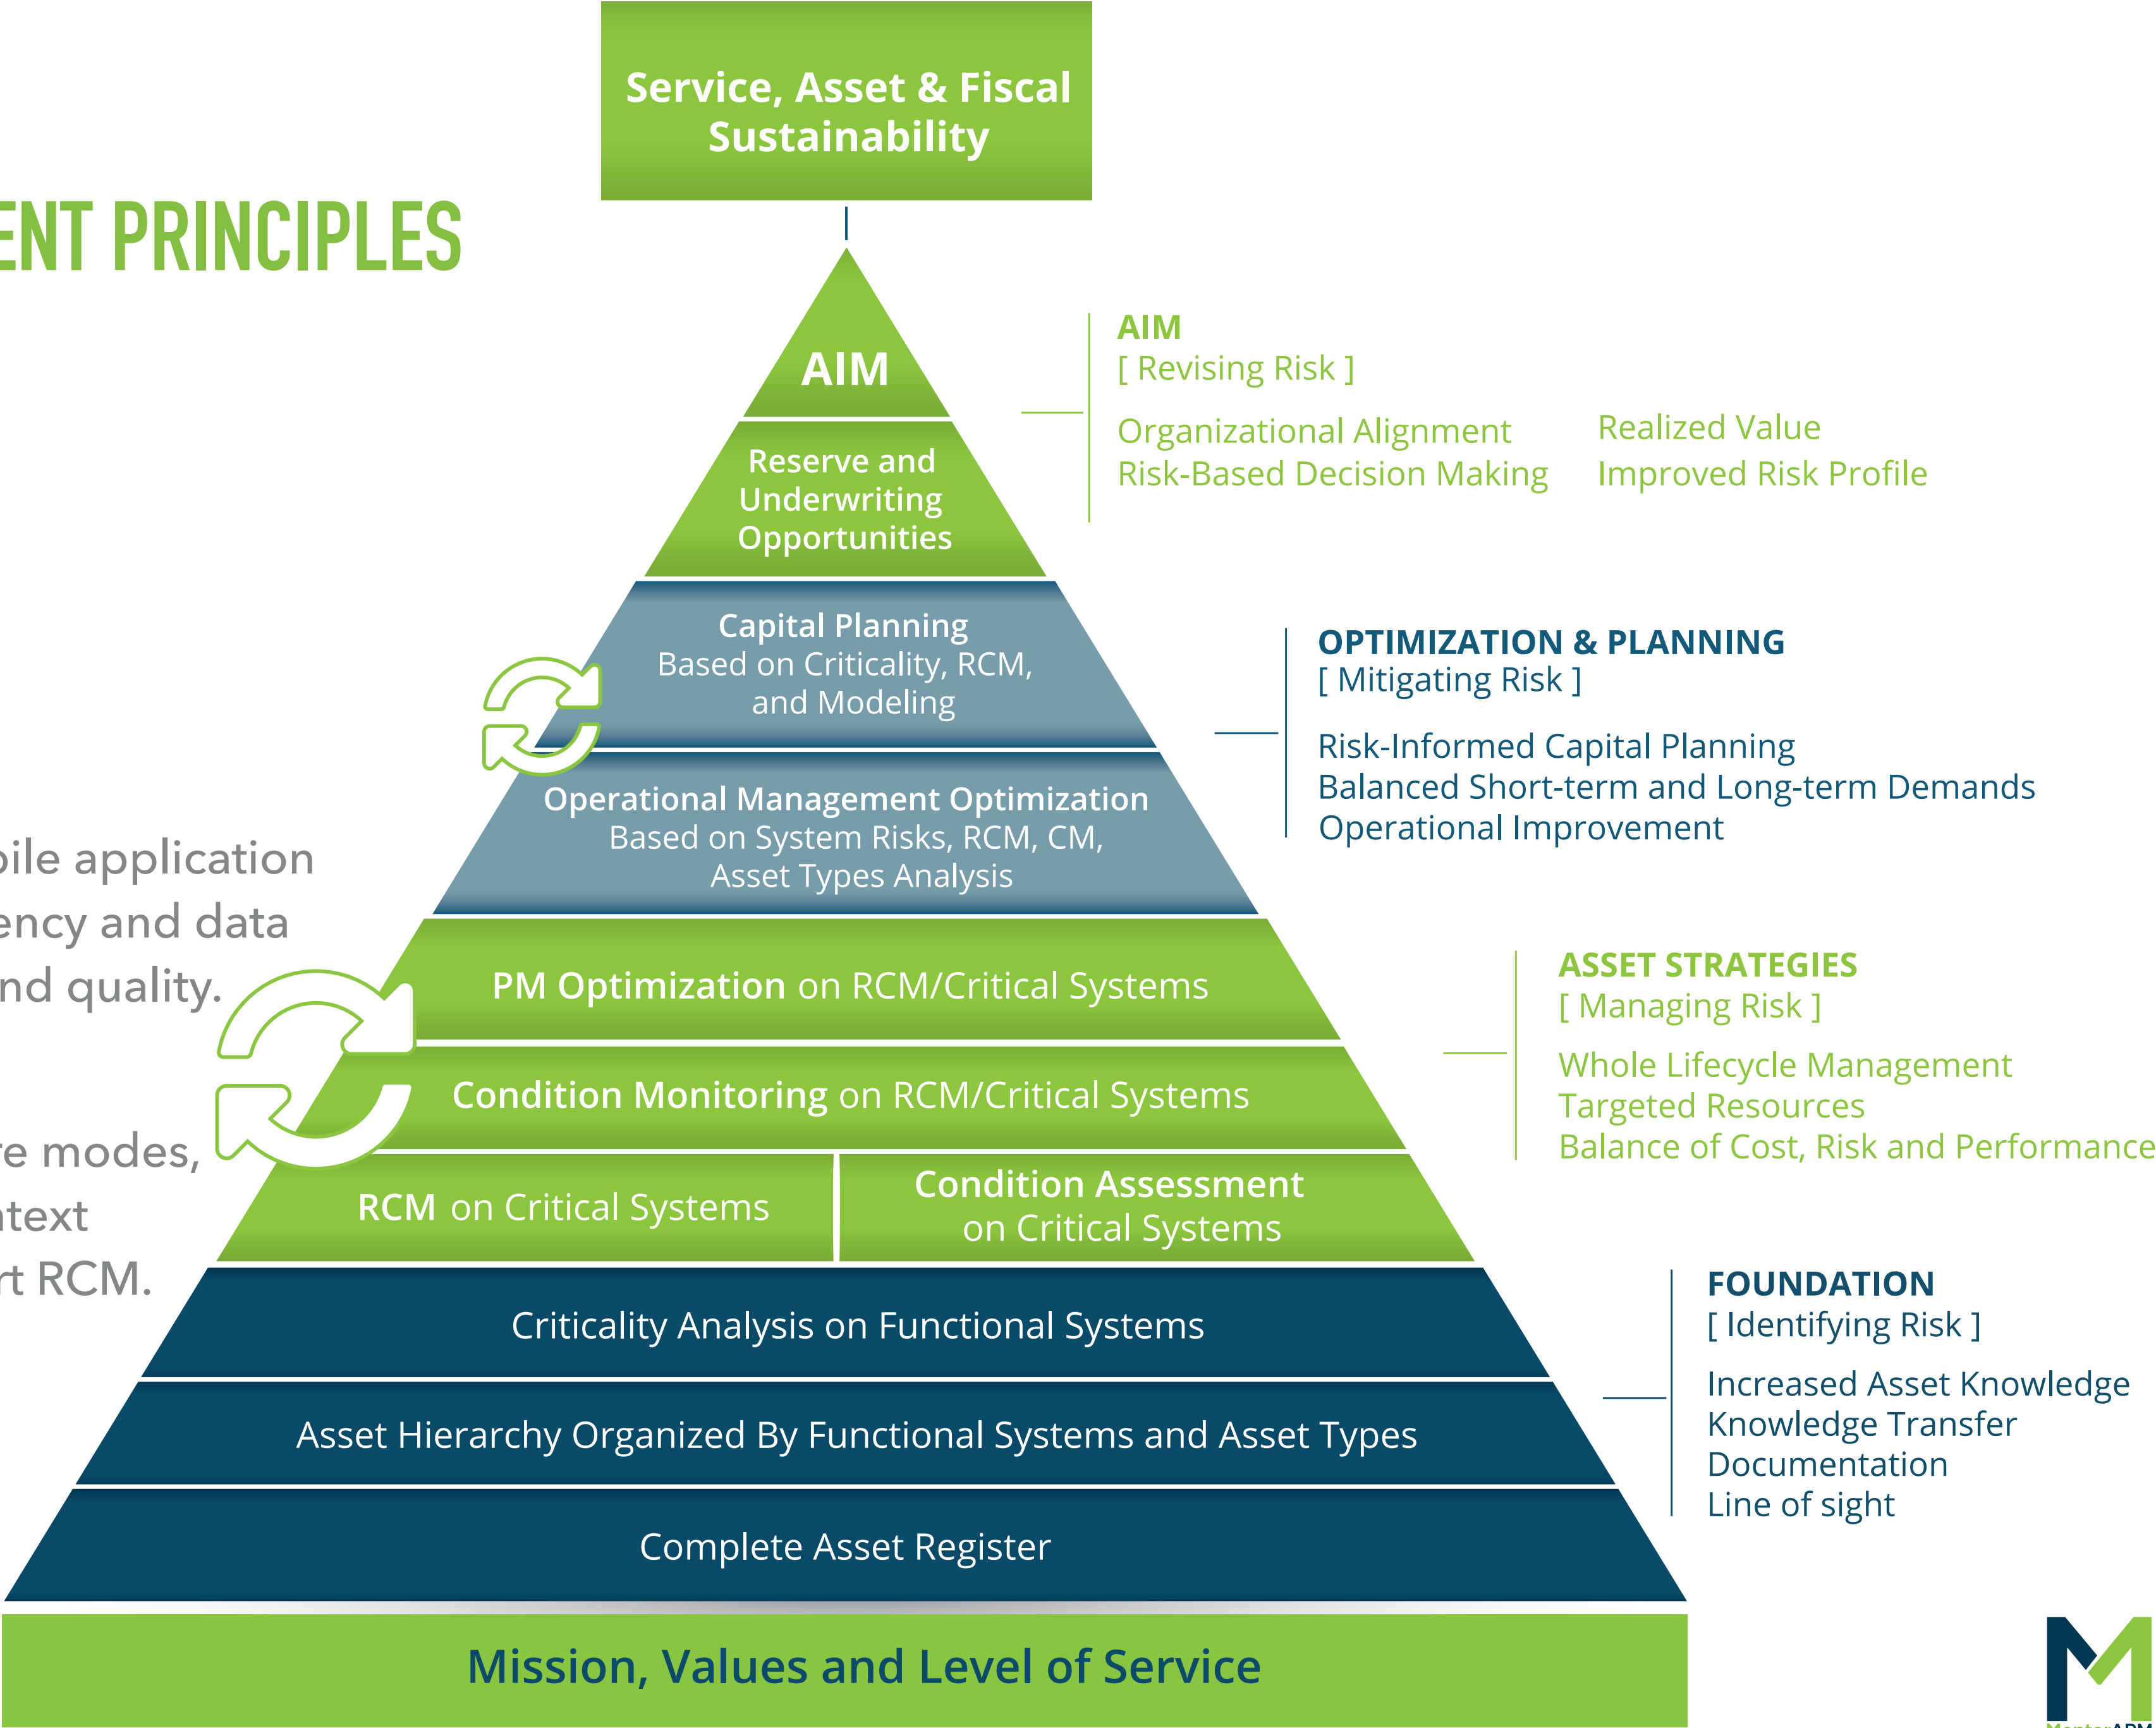 Service, Asset & Fiscal
Sustainability
ENT PRINCIPLES
AIM
Reserve and
Underwriting
Opportunities
Capital Planning
Based on Criticality, RCM,
and Modeling
Operational Management Optimization
Based on System Risks, RCM, CM,
Asset Types Analysis
PM Optimization on RCM/Critical Systems
Condition Monitoring on RCM/Critical Systems
RCM on Critical Systems
Condition Assessment
on Critical Systems
Criticality Analysis on Functional Systems
Asset Hierarchy Organized By Functional Systems and Asset Types
Complete Asset Register
Mission, Values and Level of Service
AIM
[ Revising Risk ]
Organizational Alignment
Risk-Based Decision Making
Realized Value
Improved Risk Profile
OPTIMIZATION & PLANNING
[ Mitigating Risk ]
Risk-Informed Capital Planning
Balanced Short-term and Long-term Demands
Operational Improvement
ASSET STRATEGIES
[ Managing Risk ]
Whole Lifecycle Management
Targeted Resources
Balance of Cost, Risk and Performance
FOUNDATION
[ Identifying Risk ]
Increased Asset Knowledge
Knowledge Transfer
Documentation
Line of sight
bile application
ency and data
nd quality.
re modes,
ntext
rt RCM.